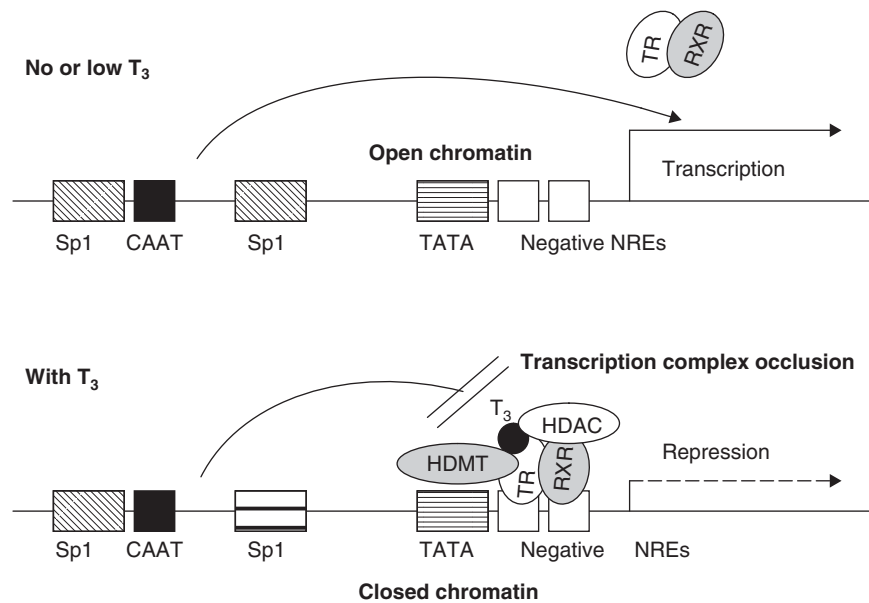 TR RXR
No or low T3
Open chromatin
Transcription
Sp1 CAAT Sp1 TATA Negative NREs
Transcription complex occlusion
With T3
T3
HDAC
HDMT
TR RXR
Repression
Sp1 CAAT Sp1 TATA Negative NREs
Closed chromatin